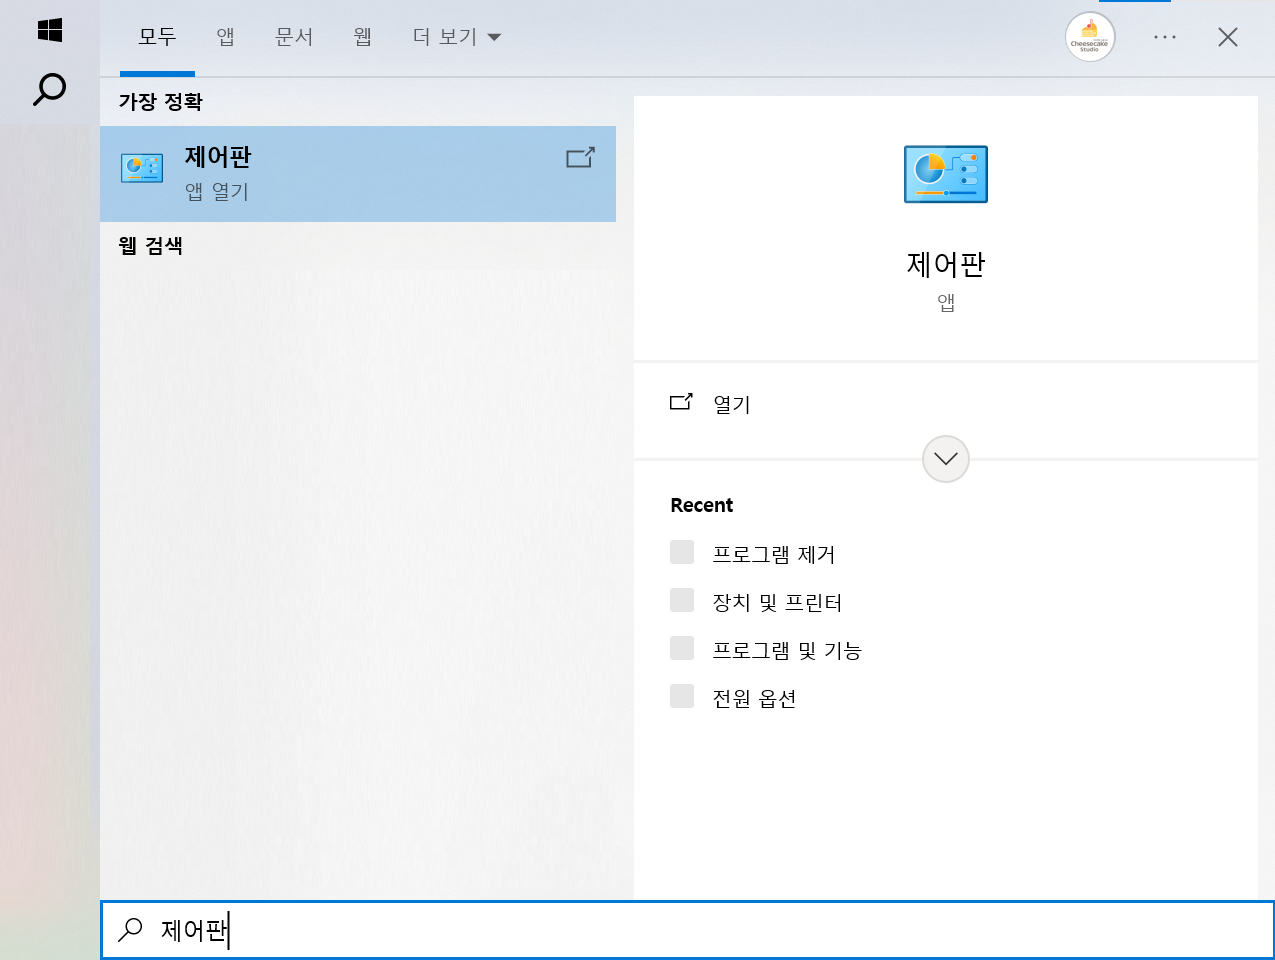 모두 앱 문서 웹 더 보기
Cheesecake
Studio
가장 정확
제어판
앱 열기
웹 검색
제어판
앱
열기
Recent
프로그램 제거
장치 및 프린터
프로그램 및 기능
전원 옵션
제어판